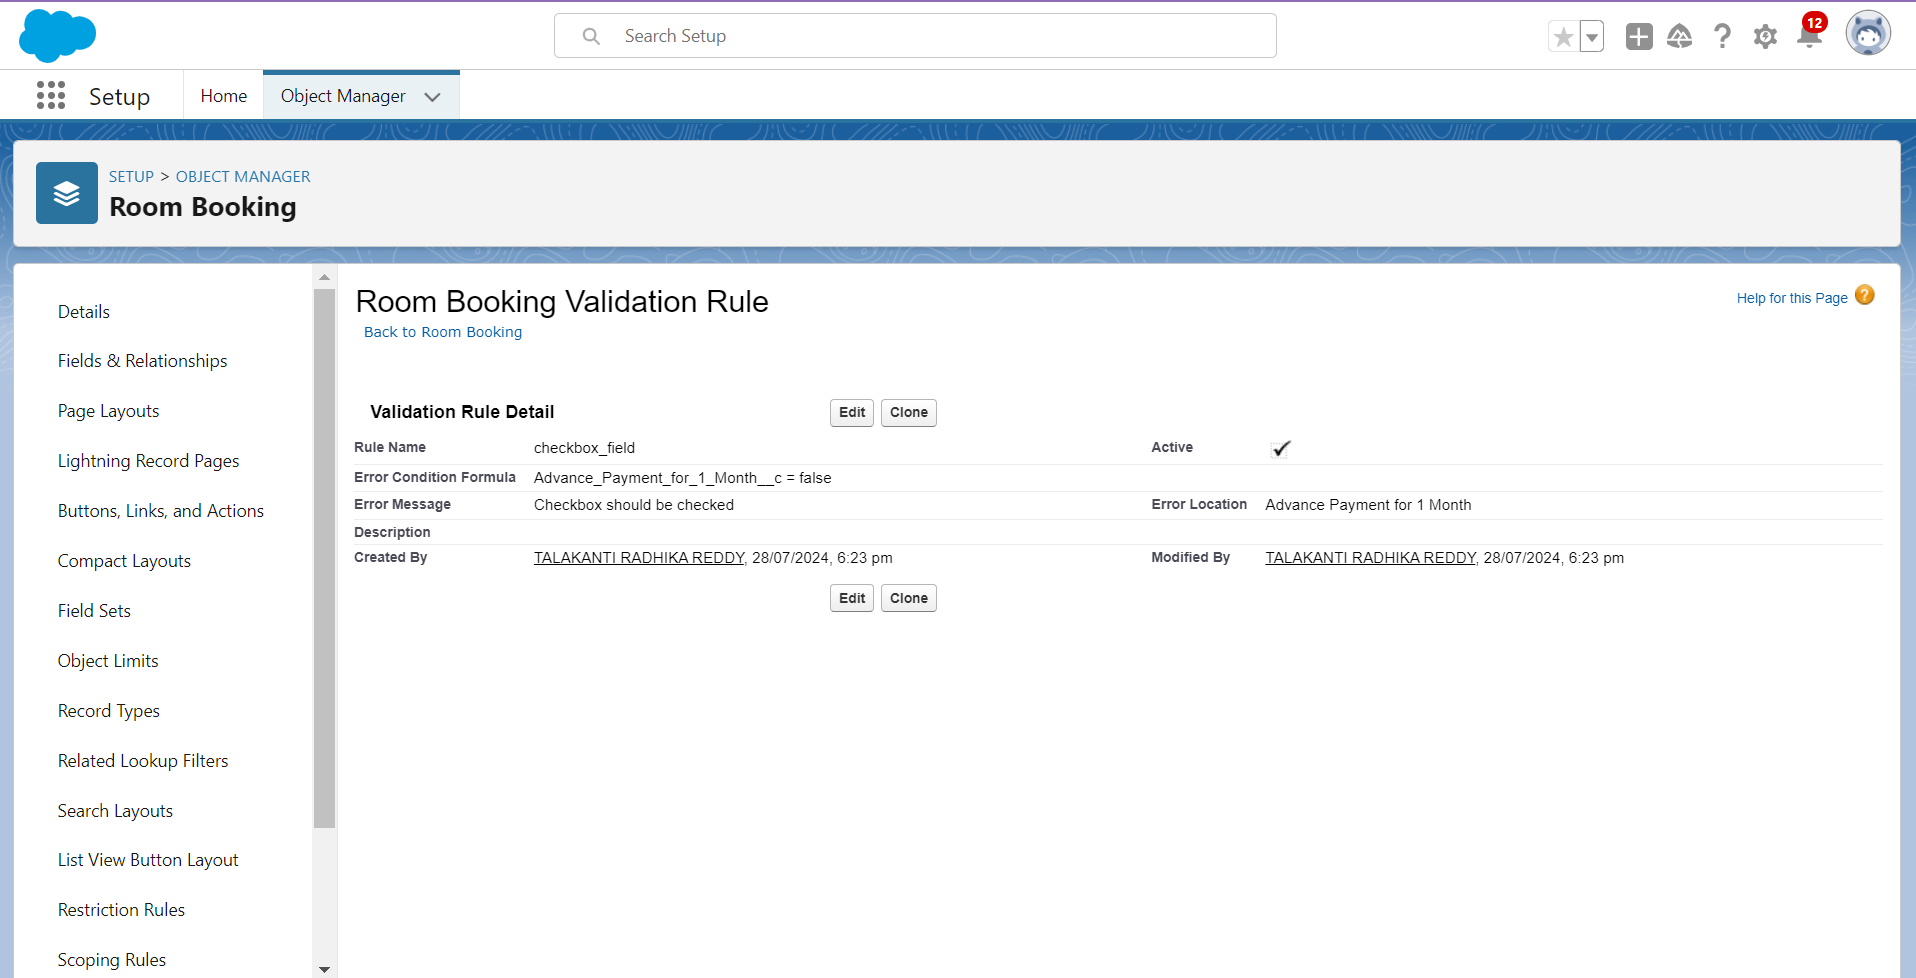 Search Setup
12
Setup
Home
Object Manager
SETUP > OBJECT MANAGER
Room Booking
Details
Fields & Relationships
Page Layouts
Lightning Record Pages
Buttons, Links, and Actions
Compact Layouts
Field Sets
Object Limits
Record Types
Related Lookup Filters
Search Layouts
List View Button Layout
Restriction Rules
Scoping Rules
Room Booking Validation Rule
Help for this Page ?
Back to Room Booking
Validation Rule Detail
Edit
Clone
Rule Name checkbox_field Active
Error Condition Formula Advance_Payment_for_1_Month__c = false
Error Message Checkbox should be checked Error Location Advance Payment for 1 Month
Description
Created By TALAKANTI RADHIKA REDDY, 28/07/2024, 6:23 pm Modified By TALAKANTI RADHIKA REDDY, 28/07/2024, 6:23 pm
Edit
Clone